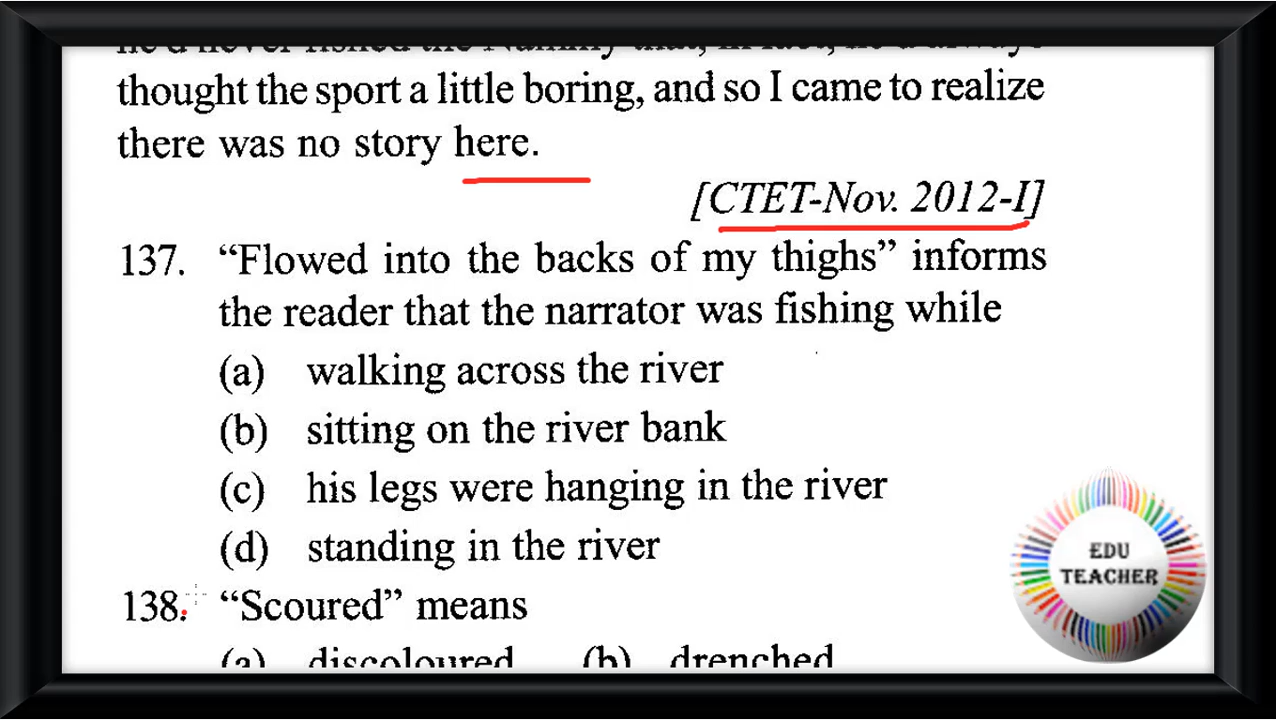 thought the sport a little boring, and so I came to realize
there was no story here.
[CTET-Nov. 2012-I]
137. “Flowed into the backs of my thighs” informs
the reader that the narrator was fishing while
(a) walking across the river
(b) sitting on the river bank
(c) his legs were hanging in the river
(d) standing in the river
138. “Scoured” means
(a) discoloured (b) drenched
EDU
TEACHER